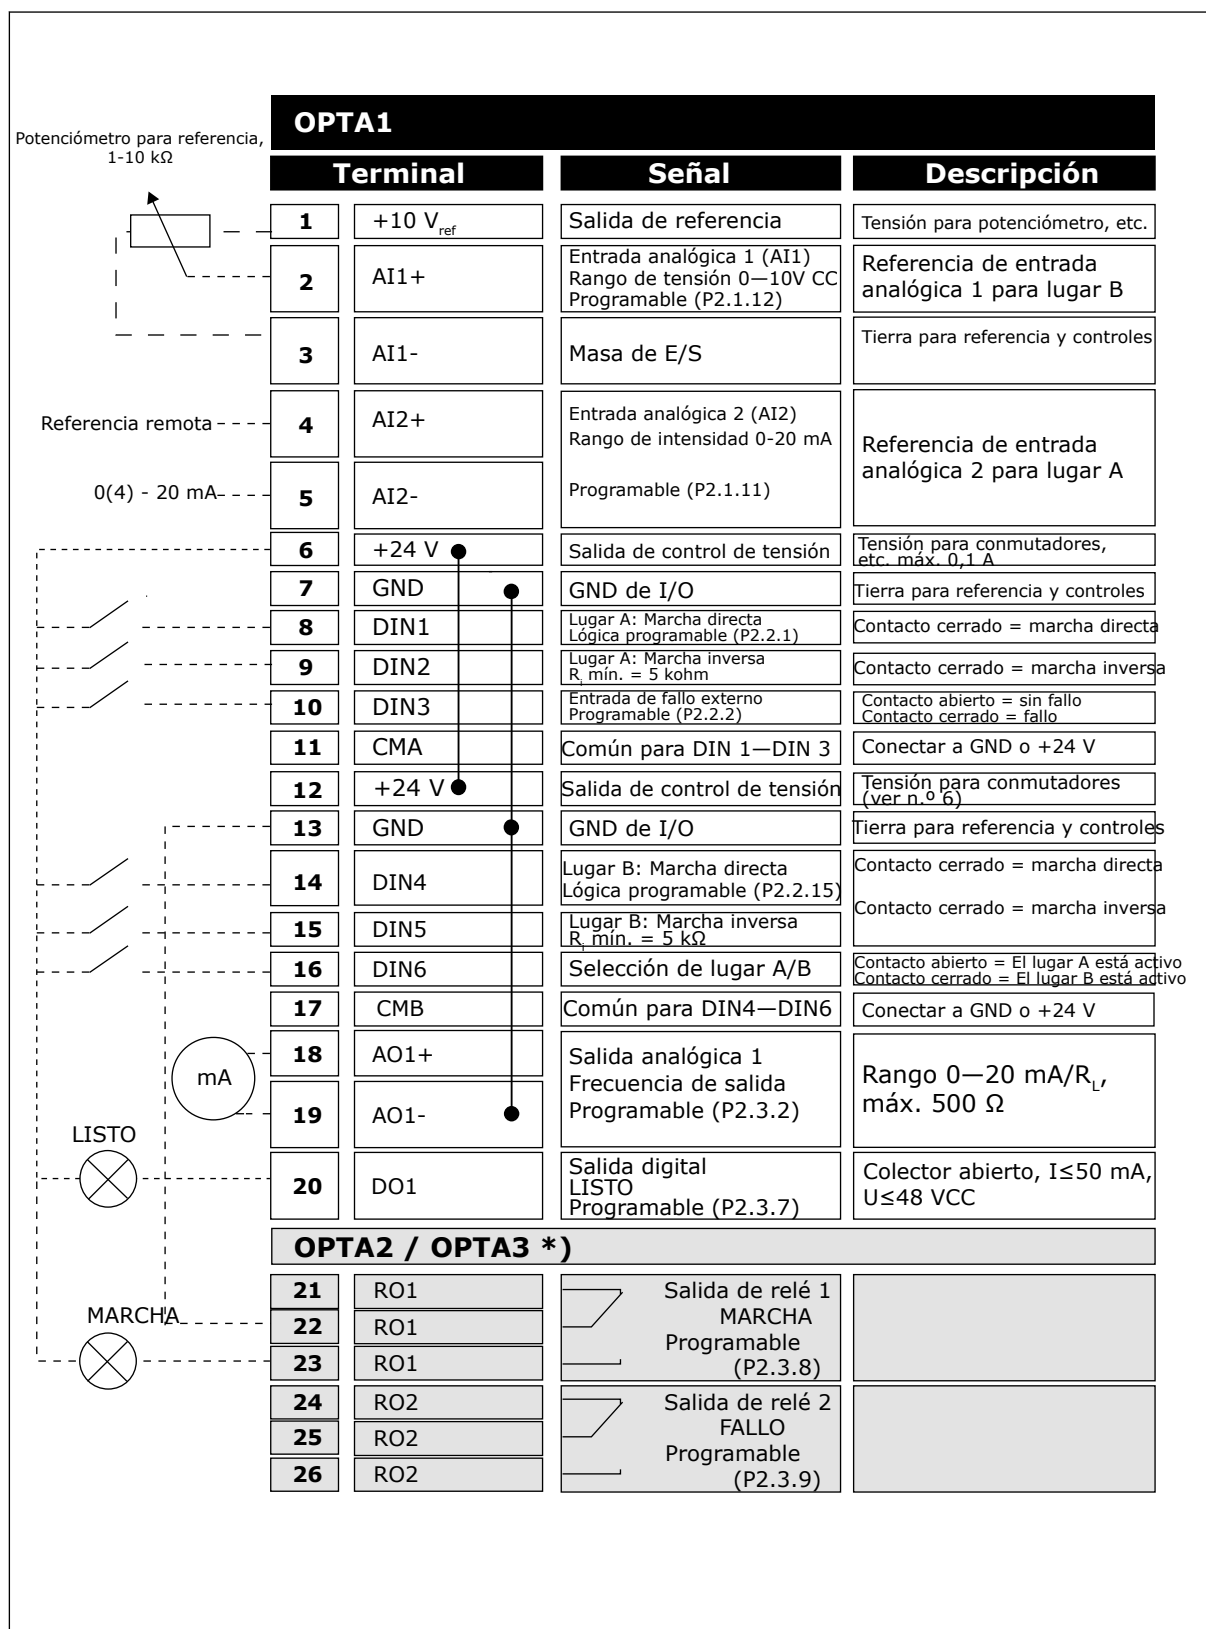 OPTA1
Potenciómetro para referencia,
1-10 kΩ
Terminal Señal Descripción
1 +10 Vref Salida de referencia Tensión para potenciómetro, etc.
2 AI1+ Entrada analógica 1 (AI1)
Rango de tensión 0—10V CC
Programable (P2.1.12)
Referencia de entrada
analógica 1 para lugar B
3 AI1- Masa de E/S Tierra para referencia y controles
Referencia remota 4 AI2+ Entrada analógica 2 (AI2)
Rango de intensidad 0-20 mA
Referencia de entrada
analógica 2 para lugar A
0(4) - 20 mA 5 AI2- Programable (P2.1.11)
6 +24 V Salida de control de tensión Tensión para conmutadores,
etc. máx. 0,1 A
7 GND GND de I/O Tierra para referencia y controles
8 DIN1 Lugar A: Marcha directa
Lógica programable (P2.2.1)
Contacto cerrado = marcha directa
9 DIN2 Lugar A: Marcha inversa
Ri mín. = 5 kohm
Contacto cerrado = marcha inversa
10 DIN3 Entrada de fallo externo
Programable (P2.2.2)
Contacto abierto = sin fallo
Contacto cerrado = fallo
11 CMA Común para DIN 1—DIN 3 Conectar a GND o +24 V
12 +24 V Salida de control de tensión Tensión para conmutadores
(ver n.º 6)
13 GND GND de I/O Tierra para referencia y controles
14 DIN4 Lugar B: Marcha directa
Lógica programable (P2.2.15)
Contacto cerrado = marcha directa
Contacto cerrado = marcha inversa
15 DIN5 Lugar B: Marcha inversa
Ri mín. = 5 kΩ
16 DIN6 Selección de lugar A/B Contacto abierto = El lugar A está activo
Contacto cerrado = El lugar B está activo
17 CMB Común para DIN4—DIN6 Conectar a GND o +24 V
mA
18 AO1+ Salida analógica 1
Frecuencia de salida
19 AO1- Programable (P2.3.2)
Rango 0—20 mA/RL,
máx. 500 Ω
LISTO
20 DO1 Salida digital
LISTO
Programable (P2.3.7)
Colector abierto, I≤50 mA,
U≤48 VCC
OPTA2 / OPTA3 *)
21 RO1 Salida de relé 1
MARCHA
22 RO1 MARCHA
Programable
23 RO1 (P2.3.8)
24 RO2 Salida de relé 2
25 RO2 FALLO
Programable
26 RO2 (P2.3.9)